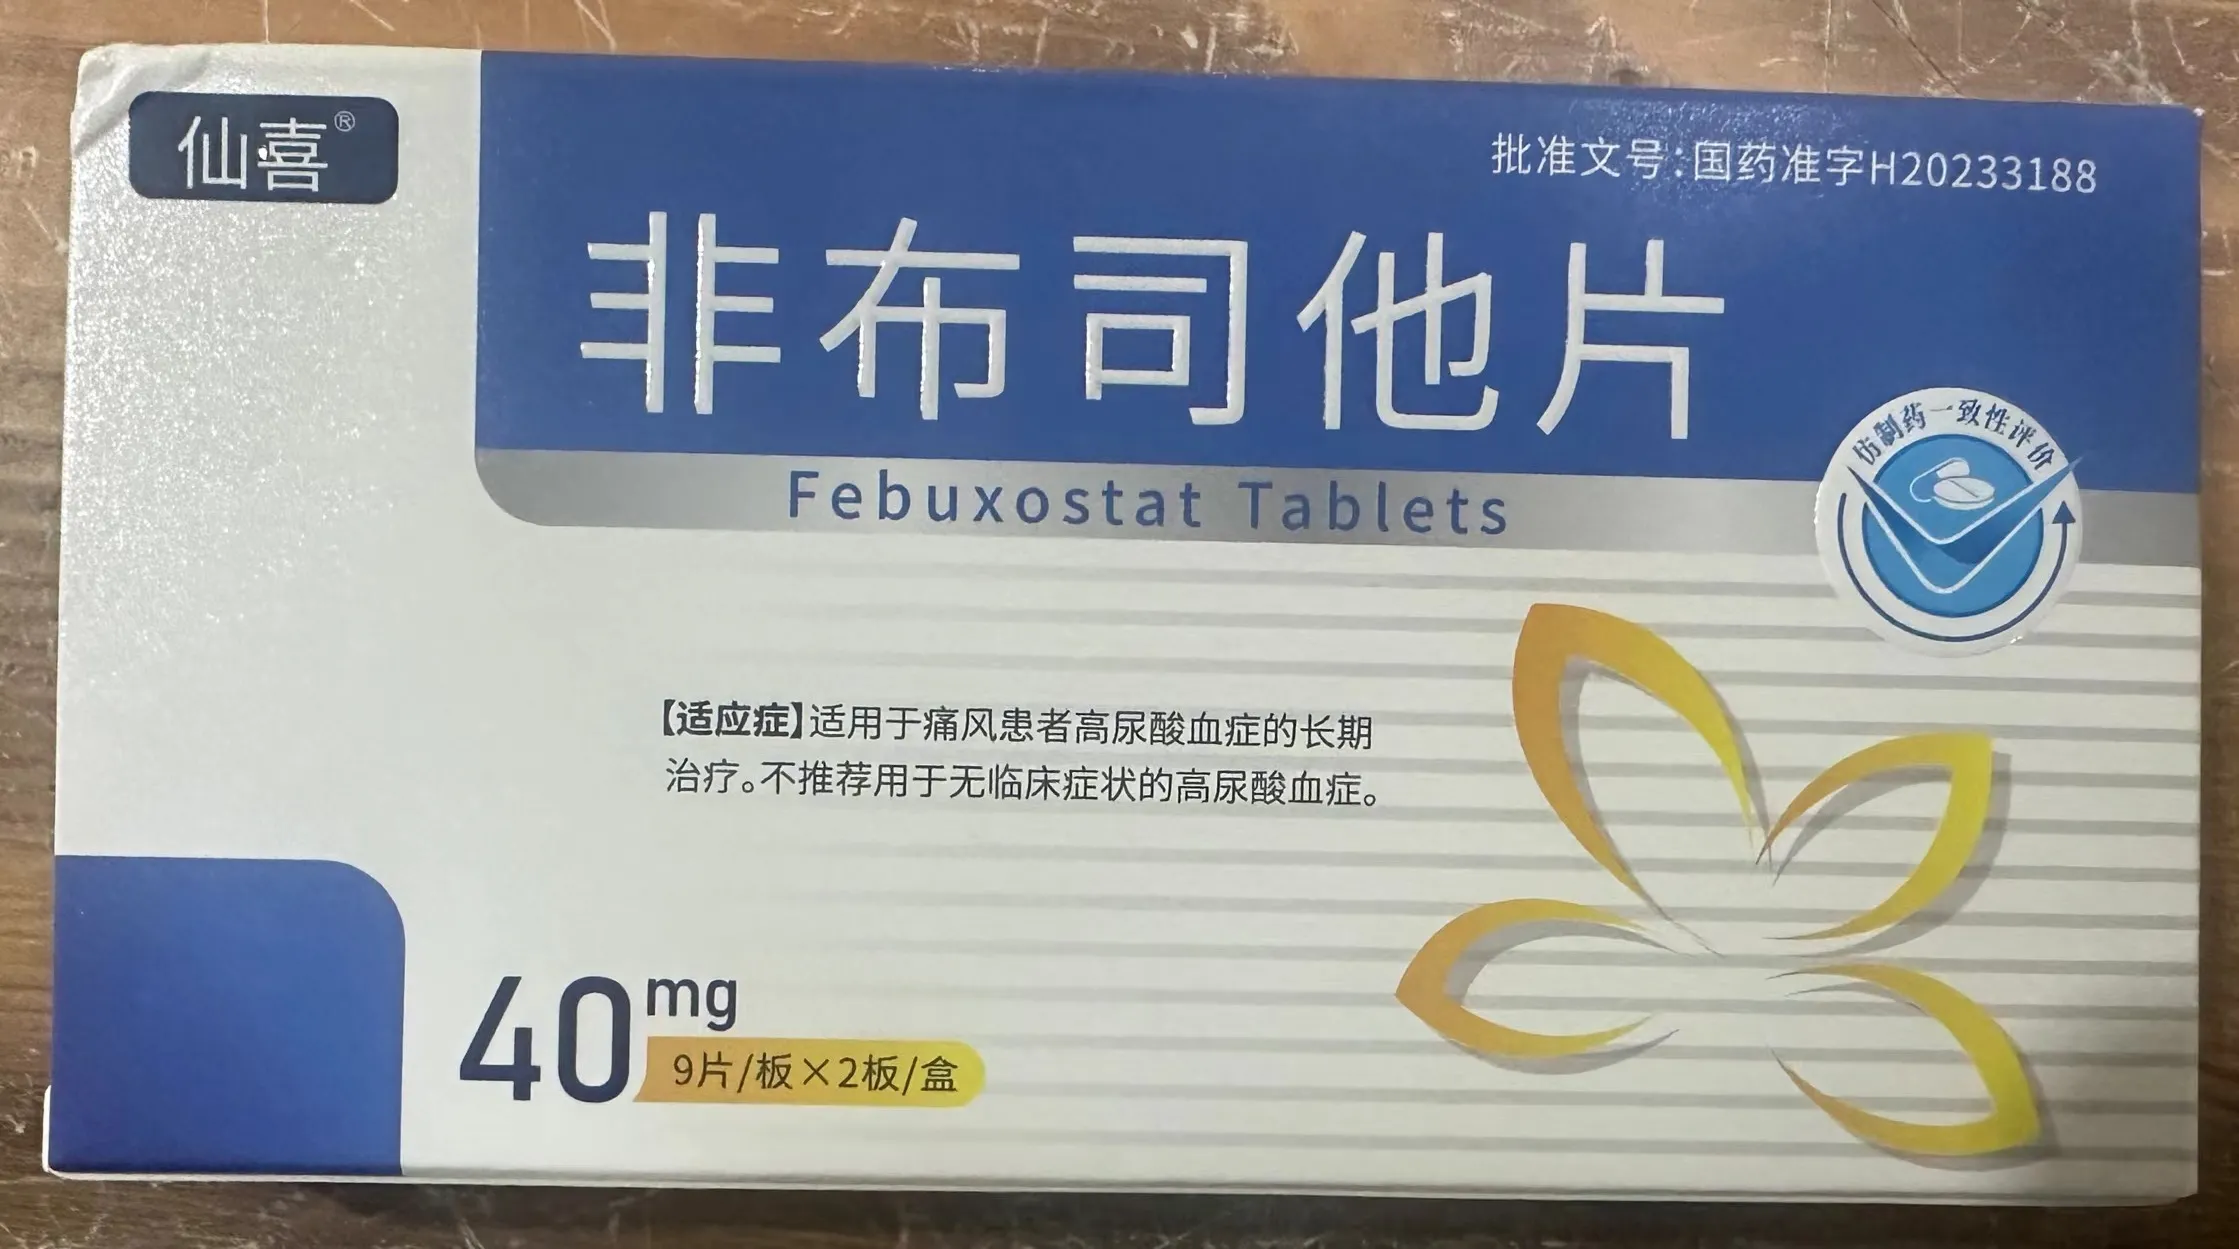 仙喜®
批准文号:国药准字H20233188
非布司他片
Febuxostat Tablets
仿制药一致性评价
【适应症】适用于痛风患者高尿酸血症的长期
治疗。不推荐用于无临床症状的高尿酸血症。
40mg
9片/板×2板/盒